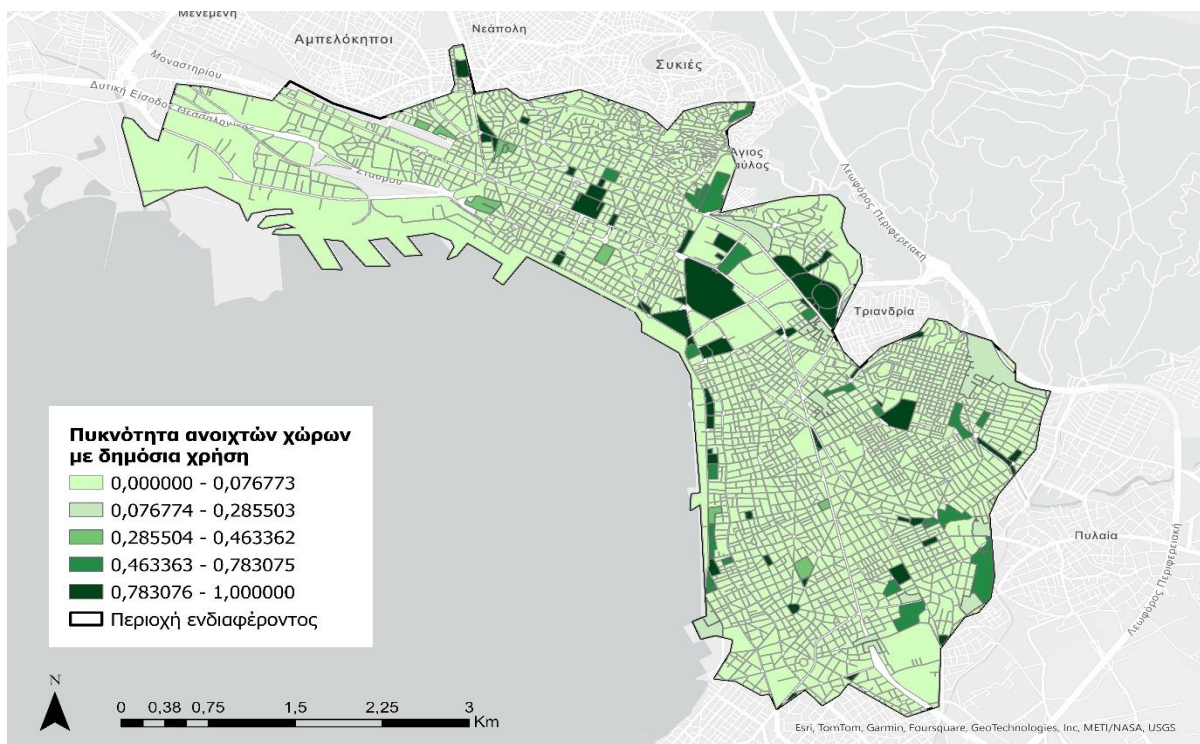 Μενεμένη
Νεάπολη
Αμπελόκηποι
Συκιές
Μοναστηρίου
Δυτική Είσοδος Θεσσαλονίκης
Σταθμού
Άγιος
Παύλος
Λεωφόρος Περιφερειακή
Τριανδρία
Πυλαία
Λεωφόρος Περιφερειακή
Πυκνότητα ανοιχτών χώρων
με δημόσια χρήση
0,000000 - 0,076773
0,076774 - 0,285503
0,285504 - 0,463362
0,463363 - 0,783075
0,783076 - 1,000000
Περιοχή ενδιαφέροντος
N
0 0,38 0,75 1,5 2,25 3
Km
Esri, TomTom, Garmin, Foursquare, GeoTechnologies, Inc, METI/NASA, USGS